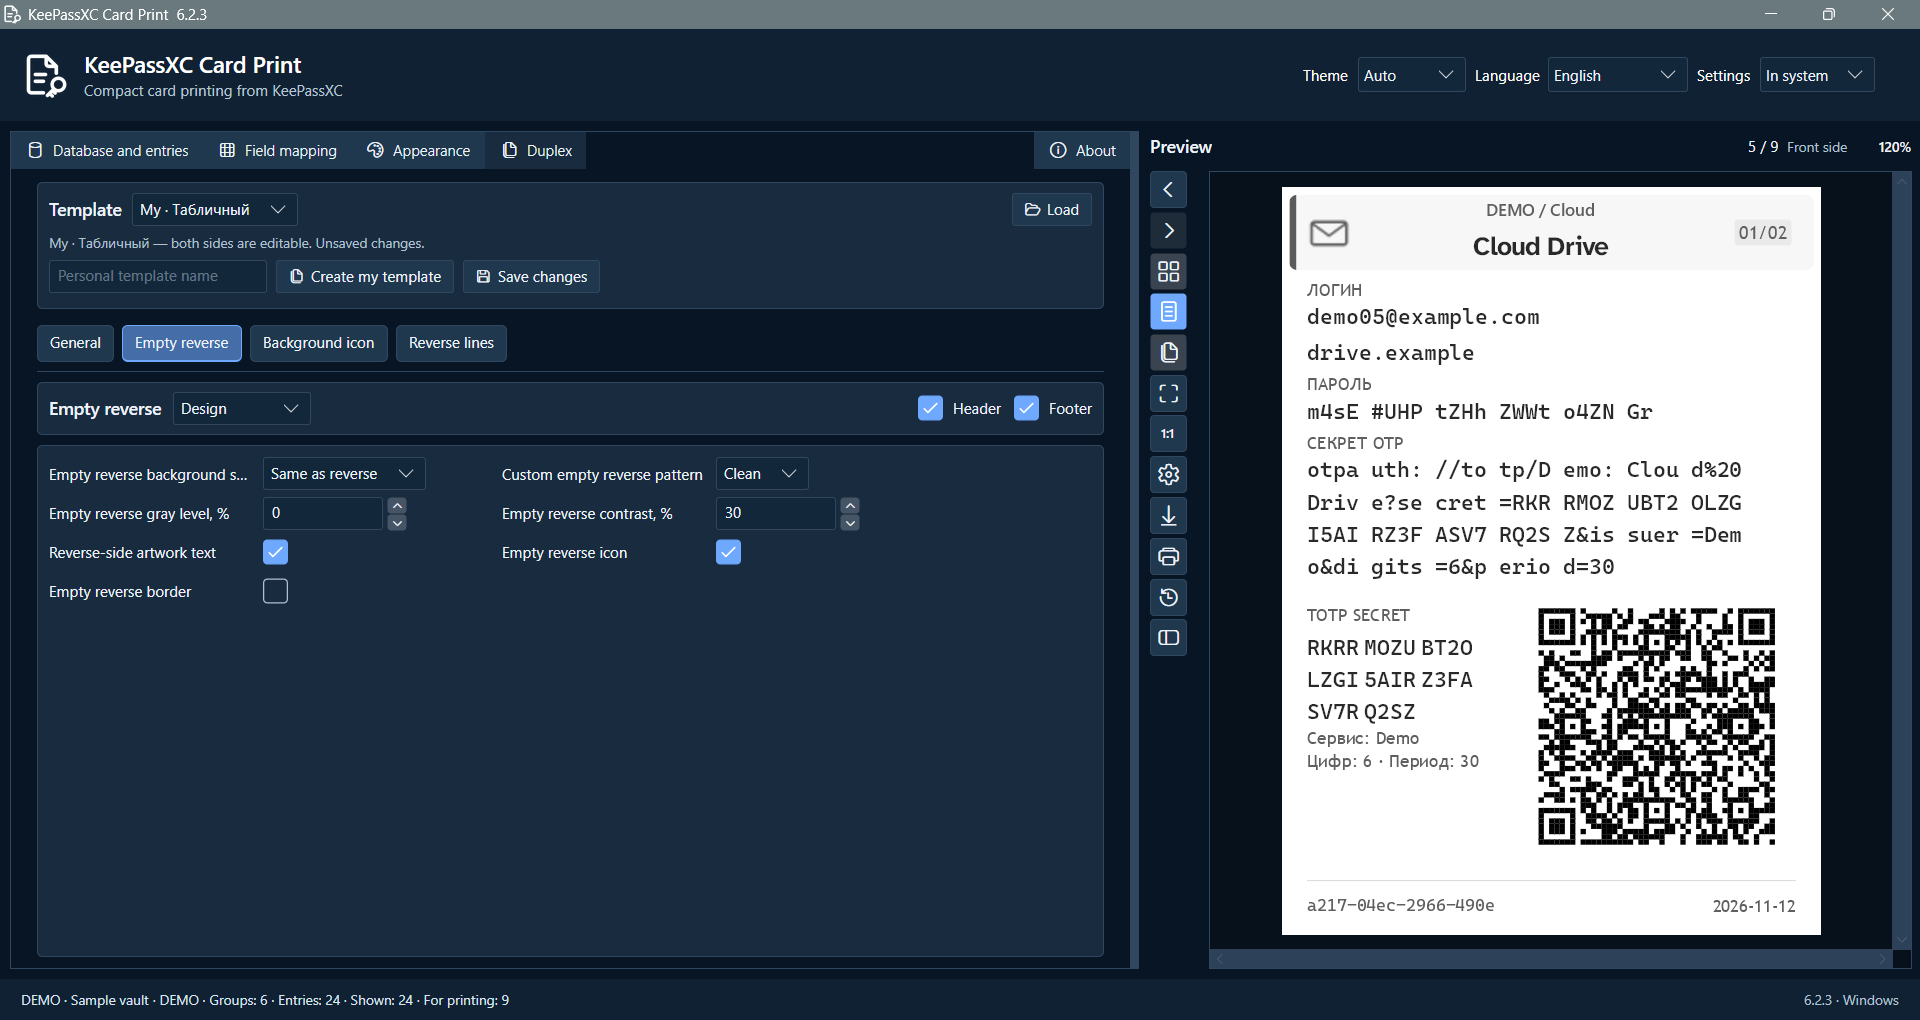 KeePassXC Card Print 6.2.3
KeePassXC Card Print
Compact card printing from KeePassXC
Theme Auto Language English Settings In system
Database and entries Field mapping Appearance Duplex About
Template My · Табличный Load
My · Табличный — both sides are editable. Unsaved changes.
Personal template name Create my template Save changes
General Empty reverse Background icon Reverse lines
Empty reverse Design Header Footer
Empty reverse background s... Same as reverse Custom empty reverse pattern Clean
Empty reverse gray level, % 0 Empty reverse contrast, % 30
Reverse-side artwork text Empty reverse icon
Empty reverse border
Preview 5 / 9 Front side 120%
1:1
DEMO / Cloud
Cloud Drive
01/02
ЛОГИН
demo05@example.com
drive.example
ПАРОЛЬ
m4sE #UHP tZHh ZWWt o4ZN Gr
СЕКРЕТ OTP
otpa uth: //to tp/D emo: Clou d%20
Driv e?se cret =RKR RMOZ UBT2 OLZG
I5AI RZ3F ASV7 RQ2S Z&is suer =Dem
o&di gits =6&p erio d=30
TOTP SECRET
RKRR MOZU BT2O
LZGI 5AIR Z3FA
SV7R Q2SZ
Сервис: Demo
Цифр: 6 · Период: 30
a217-04ec-2966-490e 2026-11-12
DEMO · Sample vault · DEMO · Groups: 6 · Entries: 24 · Shown: 24 · For printing: 9
6.2.3 · Windows